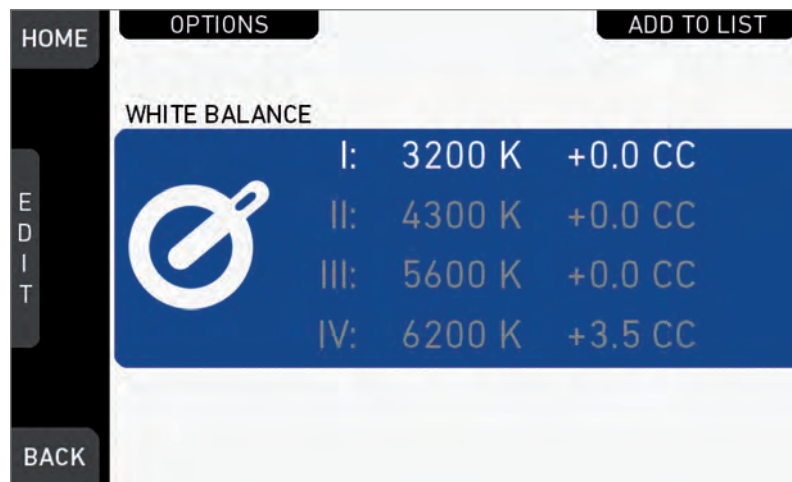 HOME
OPTIONS
ADD TO LIST
WHITE BALANCE
I: 3200 K +0.0 CC
II: 4300 K +0.0 CC
III: 5600 K +0.0 CC
IV: 6200 K +3.5 CC
EDIT
BACK